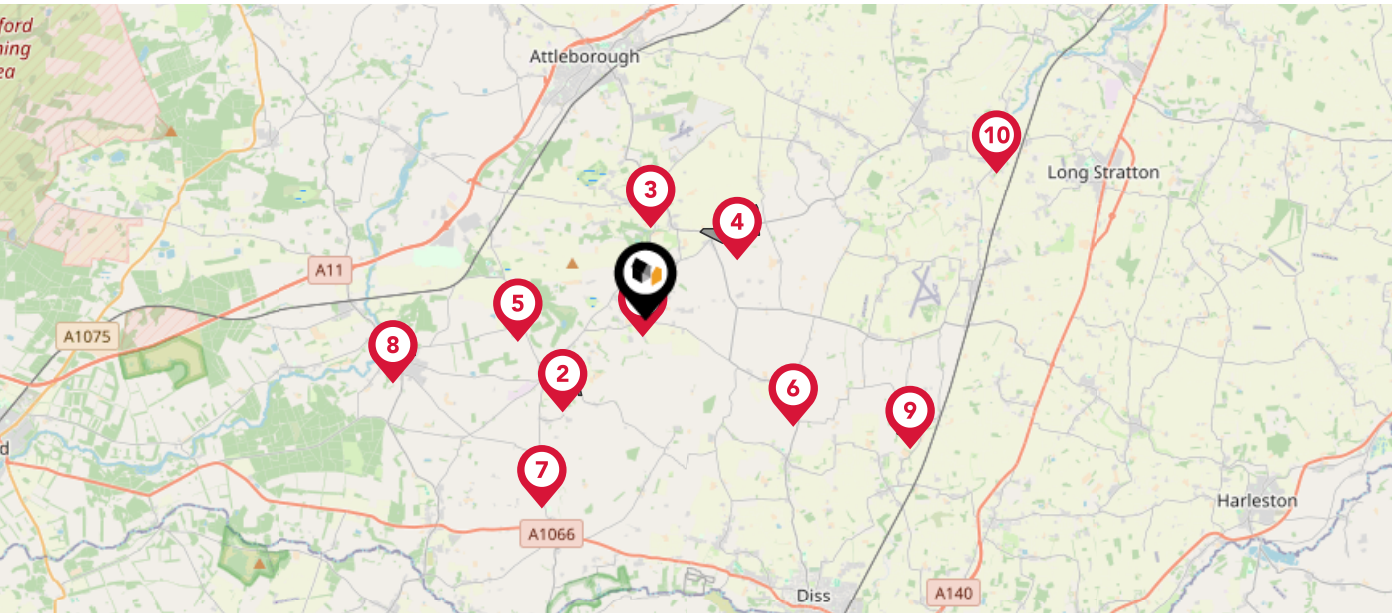 ford
ning
ea
Attleborough
10
Long Stratton
3
4
A11
5
A1075
8
2
6
9
7
d
Harleston
A1066
Diss
A140